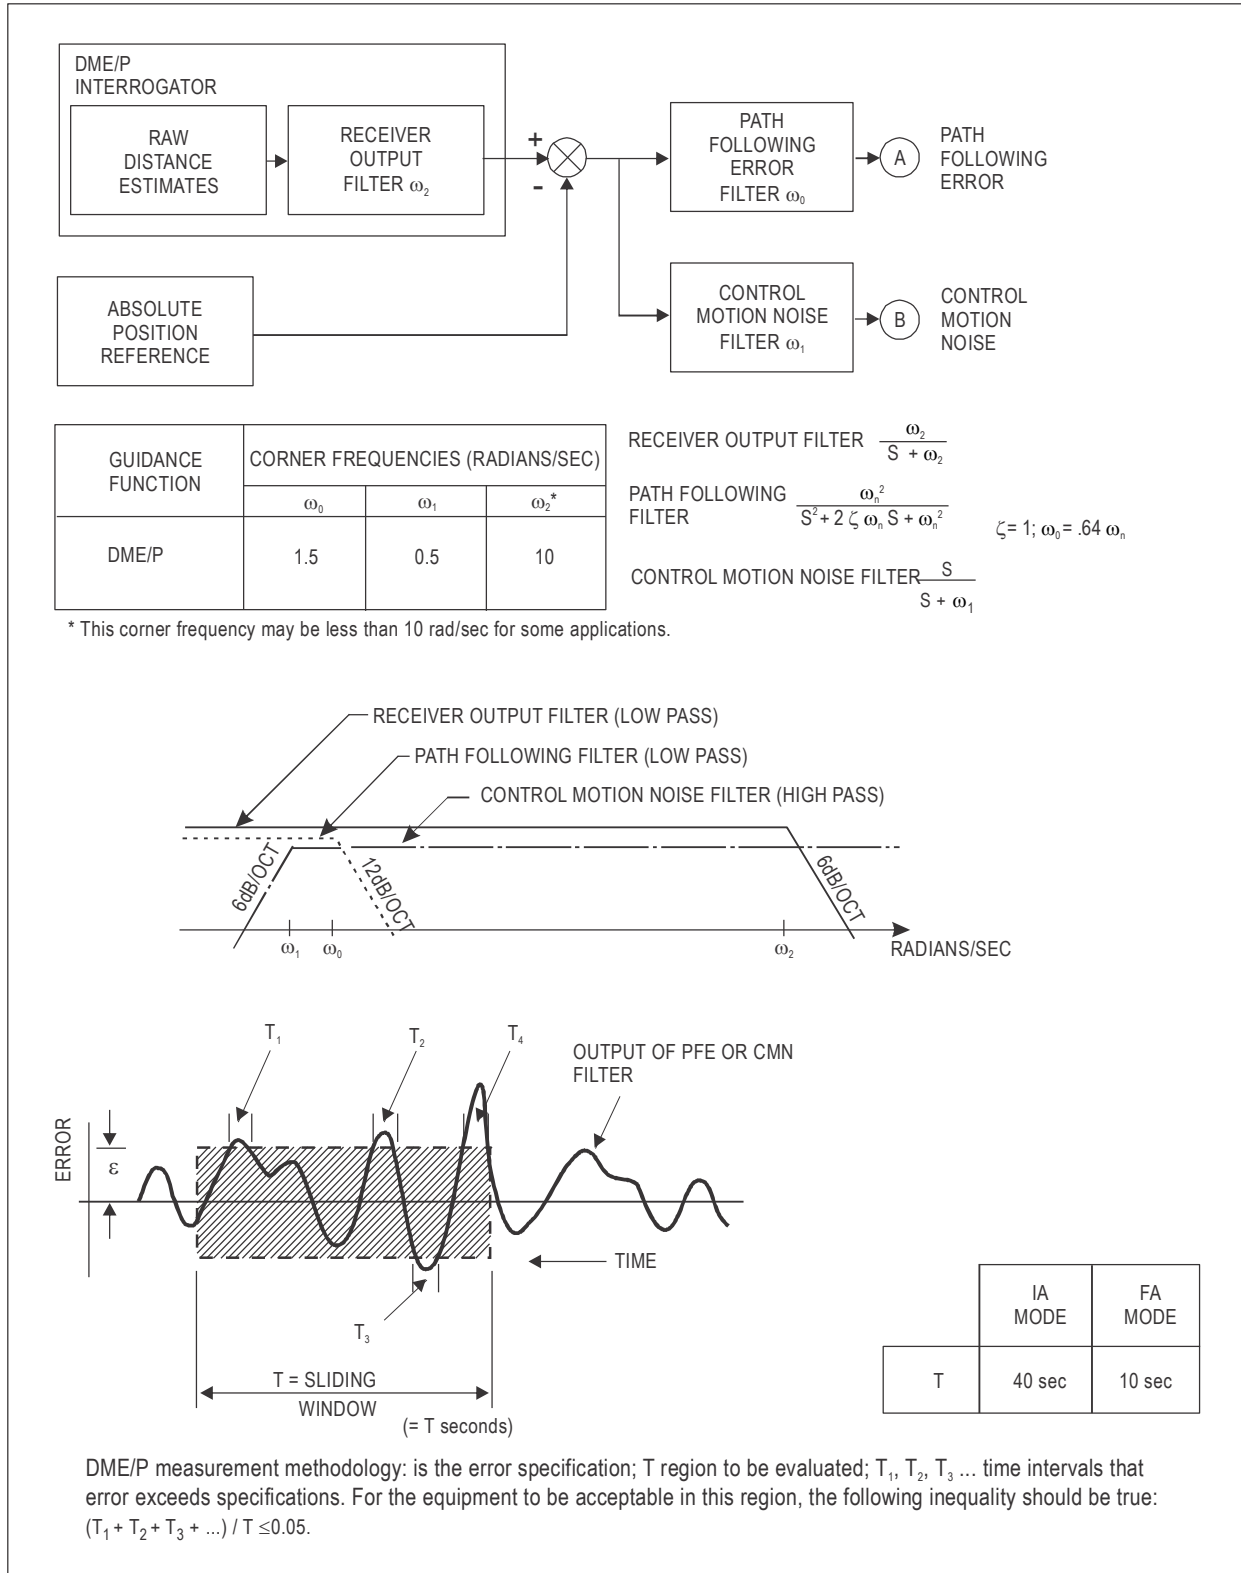 DME/P
INTERROGATOR
RAW
DISTANCE
ESTIMATES
RECEIVER
OUTPUT
FILTER ω₂
+
-
PATH
FOLLOWING
ERROR
FILTER ω₀
A
PATH
FOLLOWING
ERROR
ABSOLUTE
POSITION
REFERENCE
CONTROL
MOTION NOISE
FILTER ω₁
B
CONTROL
MOTION
NOISE
GUIDANCE
FUNCTION
CORNER FREQUENCIES (RADIANS/SEC)
ω₀ ω₁ ω₂*
DME/P 1.5 0.5 10
* This corner frequency may be less than 10 rad/sec for some applications.
RECEIVER OUTPUT FILTER ω₂ / (S + ω₂)
PATH FOLLOWING
FILTER ωₙ² / (S² + 2 ζ ωₙ S + ωₙ²)
ζ = 1; ω₀ = .64 ωₙ
CONTROL MOTION NOISE FILTER S / (S + ω₁)
RECEIVER OUTPUT FILTER (LOW PASS)
PATH FOLLOWING FILTER (LOW PASS)
CONTROL MOTION NOISE FILTER (HIGH PASS)
6dB/OCT
12dB/OCT
6dB/OCT
ω₁ ω₀ ω₂
RADIANS/SEC
T₁ T₂ T₄
OUTPUT OF PFE OR CMN
FILTER
ERROR
ε
TIME
T₃
T = SLIDING
WINDOW
(= T seconds)
IA
MODE
FA
MODE
T 40 sec 10 sec
DME/P measurement methodology: is the error specification; T region to be evaluated; T₁, T₂, T₃ ... time intervals that
error exceeds specifications. For the equipment to be acceptable in this region, the following inequality should be true:
(T₁ + T₂ + T₃ + ...) / T ≤0.05.